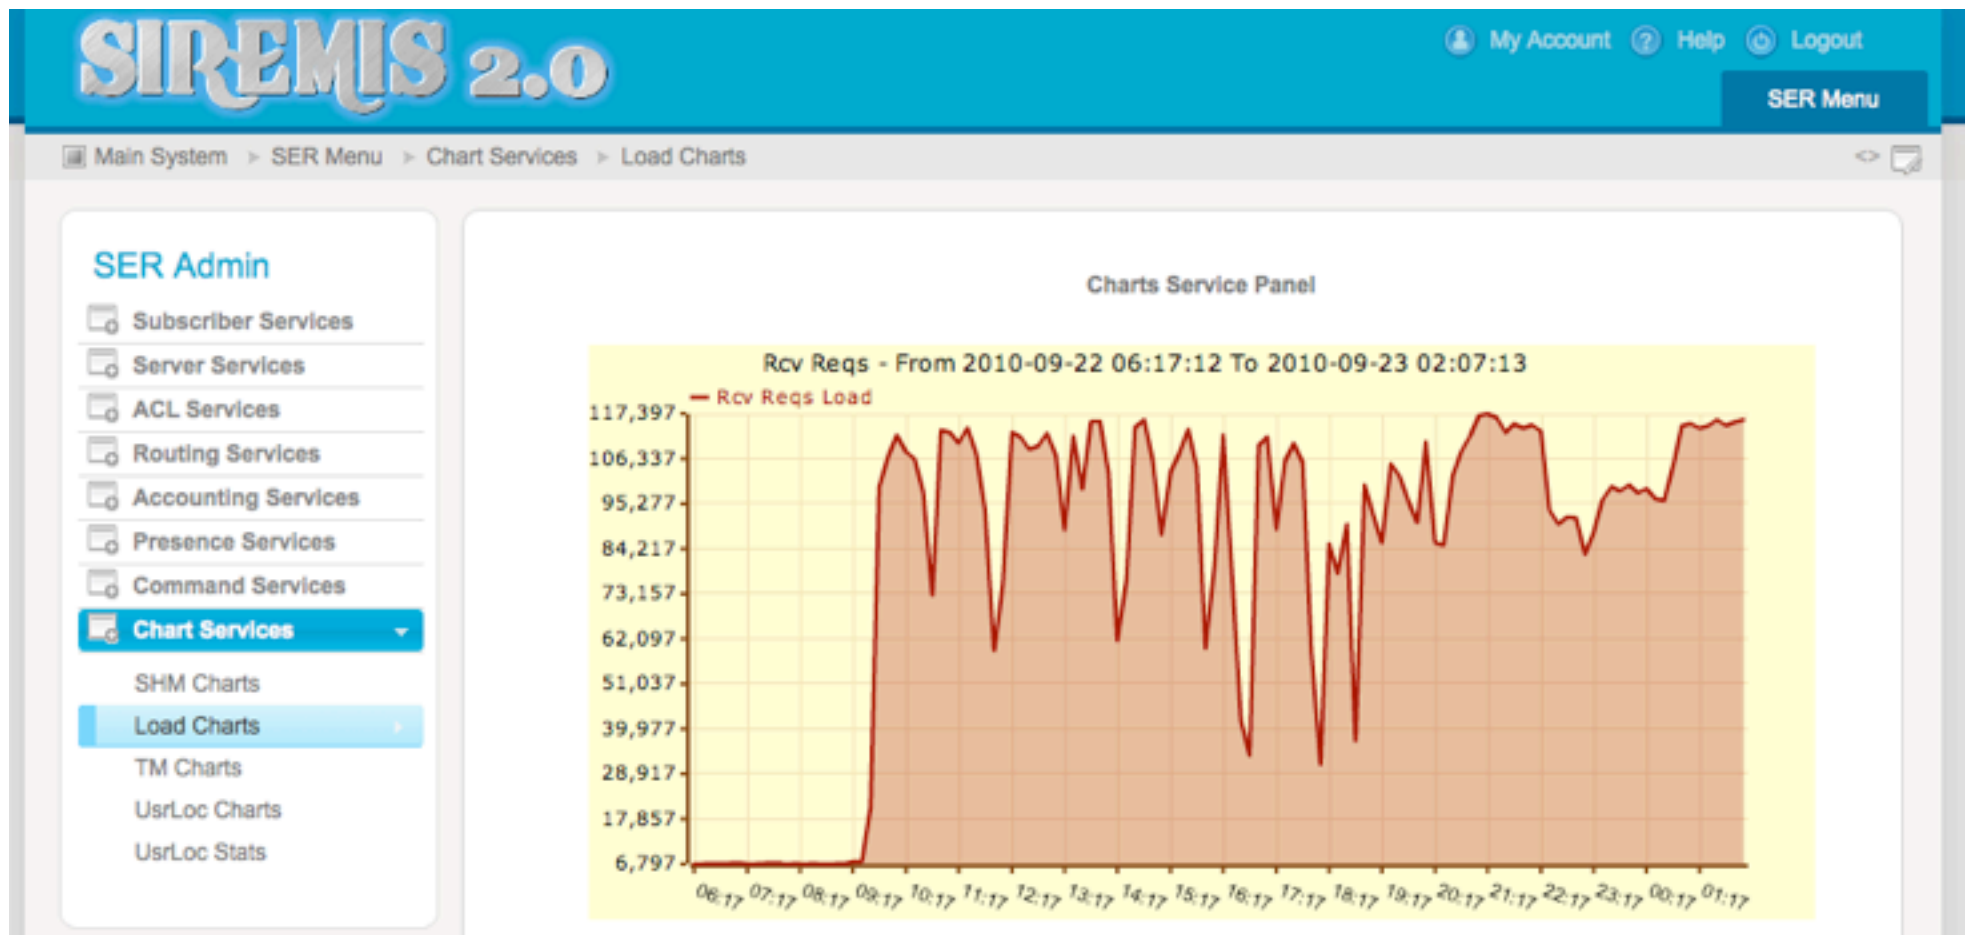 SIREMIS 2.0
My Account Help Logout
SER Menu
Main System SER Menu Chart Services Load Charts
SER Admin
Subscriber Services
Server Services
ACL Services
Routing Services
Accounting Services
Presence Services
Command Services
Chart Services
SHM Charts
Load Charts
TM Charts
UsrLoc Charts
UsrLoc Stats
Charts Service Panel
Rcv Reqs - From 2010-09-22 06:17:12 To 2010-09-23 02:07:13
Rcv Reqs Load
117,397
106,337
95,277
84,217
73,157
62,097
51,037
39,977
28,917
17,857
6,797
06:17 07:17 08:17 09:17 10:17 11:17 12:17 13:17 14:17 15:17 16:17 17:17 18:17 19:17 20:17 21:17 22:17 23:17 00:17 01:17